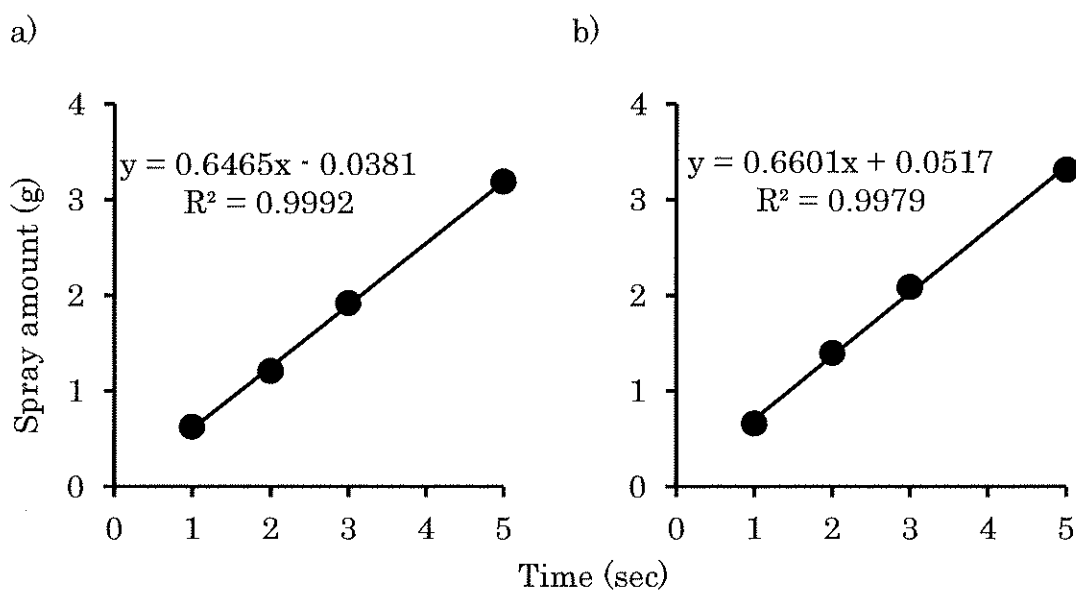 a)
b)
4
3
2
1
0
y = 0.6465x - 0.0381
R² = 0.9992
0 1 2 3 4 5
4
3
2
1
0
y = 0.6601x + 0.0517
R² = 0.9979
0 1 2 3 4 5
Spray amount (g)
Time (sec)